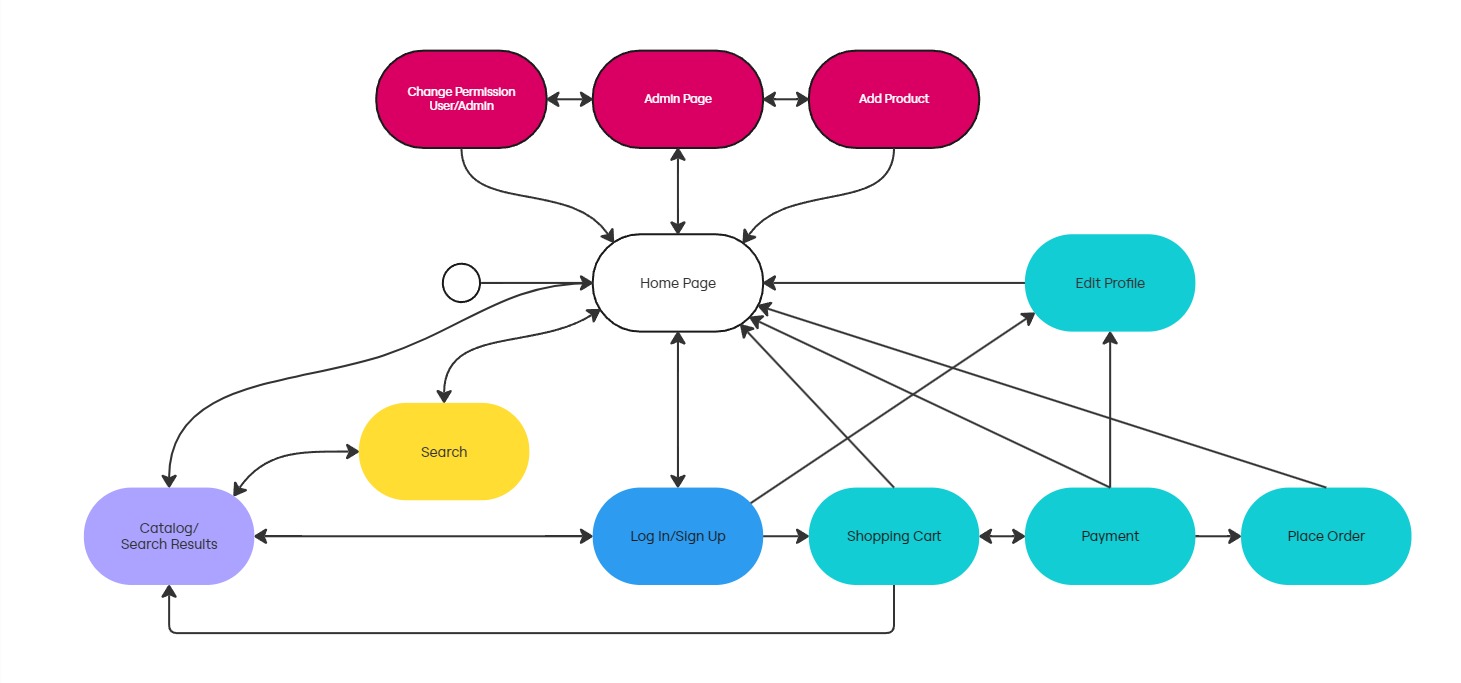 Change Permission
User/Admin
Admin Page
Add Product
Home Page
Edit Profile
Search
Catalog/
Search Results
Log In/Sign Up
Shopping Cart
Payment
Place Order